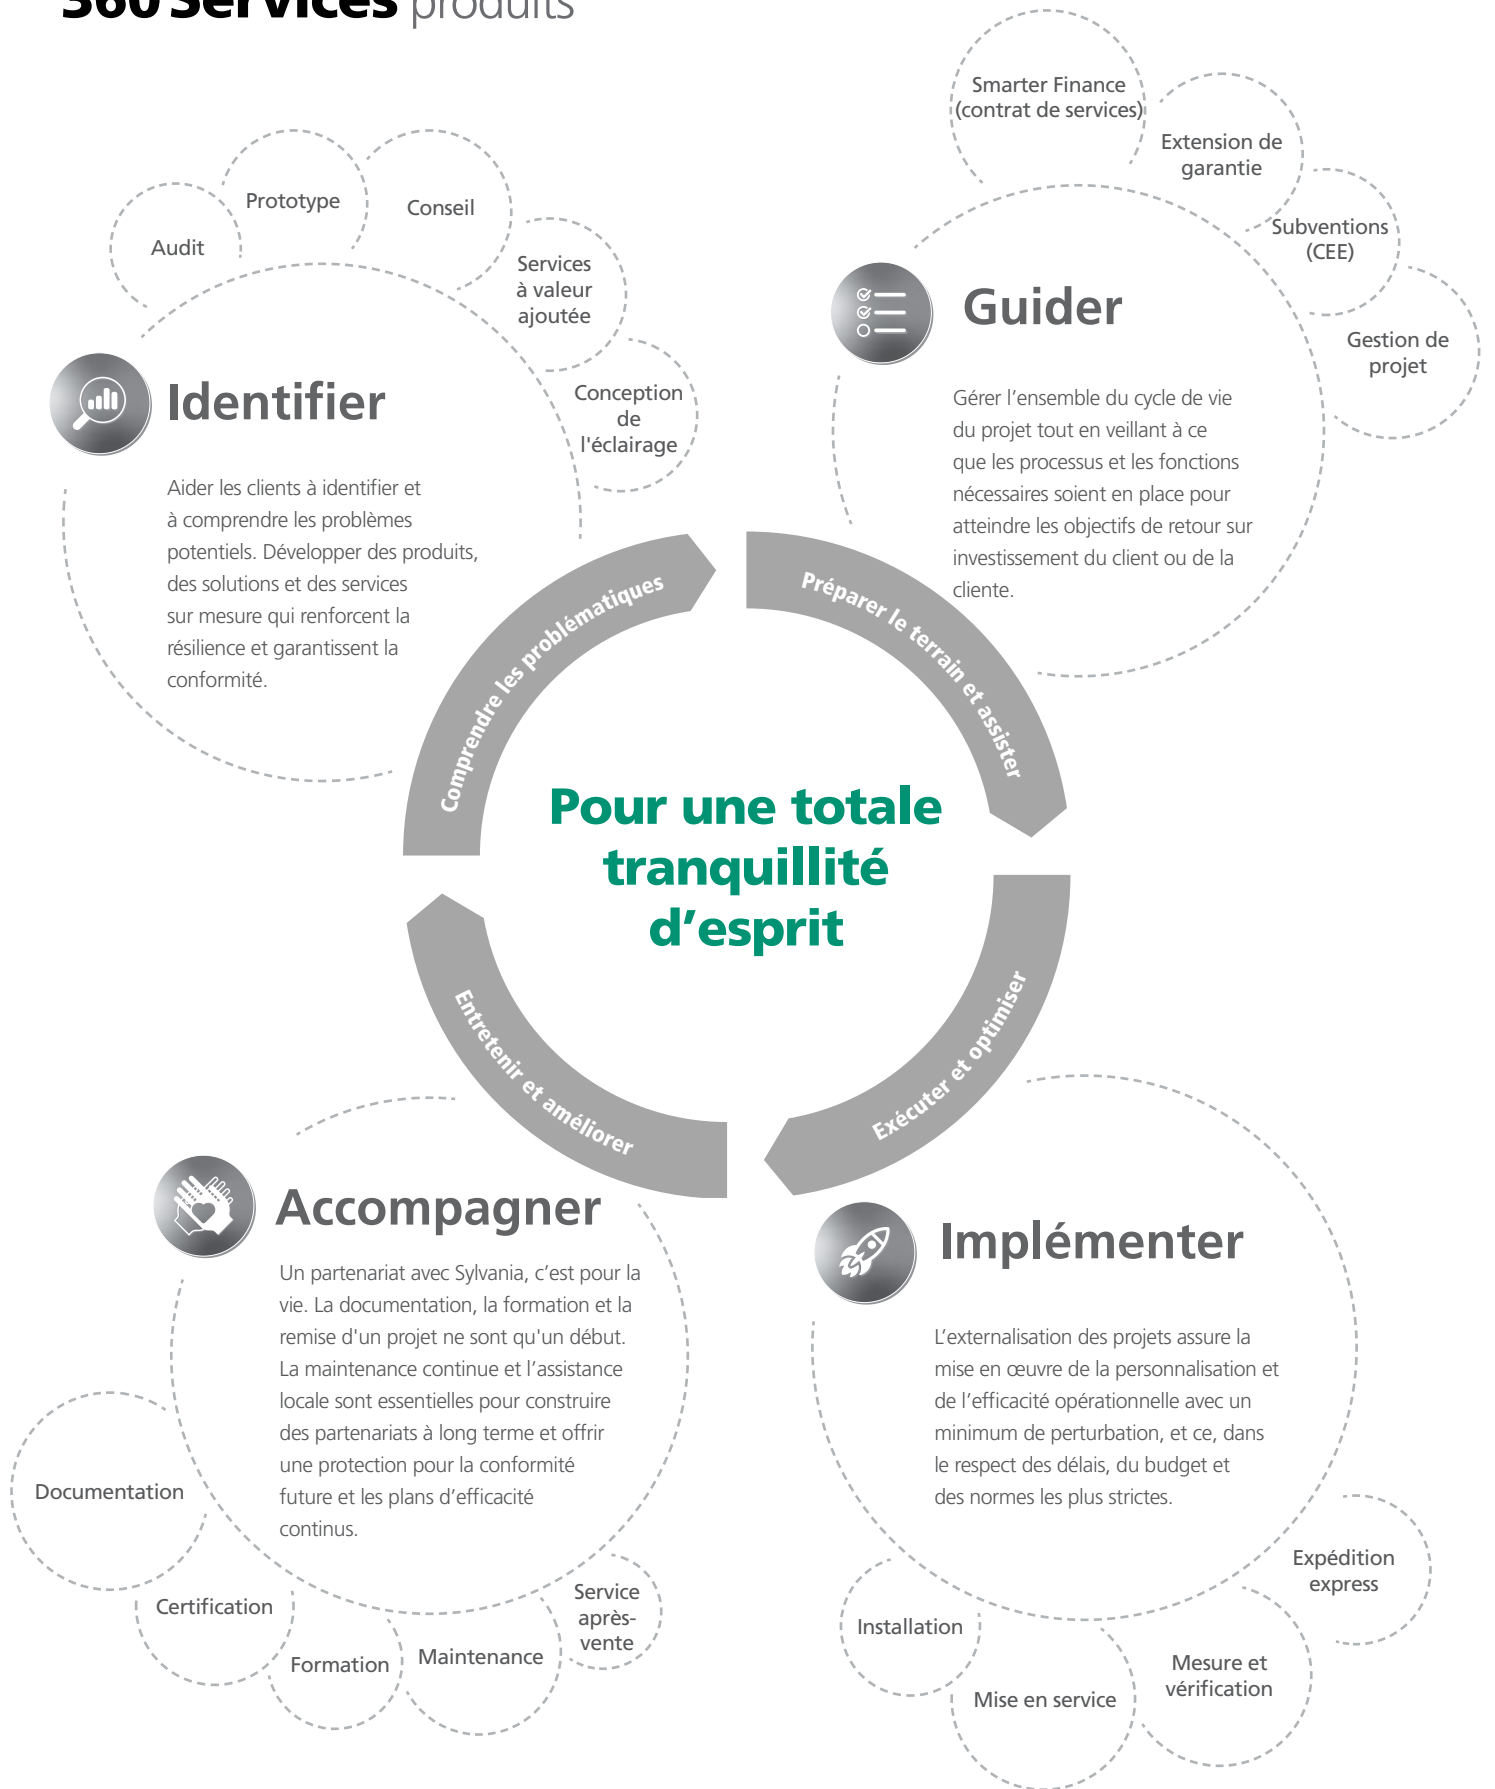 360 Services produits
Audit
Prototype
Conseil
Services
à valeur
ajoutée
Conception
de
l'éclairage
Identifier
Aider les clients à identifier et
à comprendre les problèmes
potentiels. Développer des produits,
des solutions et des services
sur mesure qui renforcent la
résilience et garantissent la
conformité.
Smarter Finance
(contrat de services)
Extension de
garantie
Subventions
(CEE)
Gestion de
projet
Guider
Gérer l’ensemble du cycle de vie
du projet tout en veillant à ce
que les processus et les fonctions
nécessaires soient en place pour
atteindre les objectifs de retour sur
investissement du client ou de la
cliente.
Comprendre les problématiques
Préparer le terrain et assister
Pour une totale
tranquillité
d’esprit
Entretenir et améliorer
Exécuter et optimiser
Accompagner
Un partenariat avec Sylvania, c’est pour la
vie. La documentation, la formation et la
remise d'un projet ne sont qu'un début.
La maintenance continue et l’assistance
locale sont essentielles pour construire
des partenariats à long terme et offrir
une protection pour la conformité
future et les plans d’efficacité
continus.
Documentation
Certification
Formation
Maintenance
Service
après-
vente
Implémenter
L’externalisation des projets assure la
mise en œuvre de la personnalisation et
de l’efficacité opérationnelle avec un
minimum de perturbation, et ce, dans
le respect des délais, du budget et
des normes les plus strictes.
Installation
Mise en service
Mesure et
vérification
Expédition
express